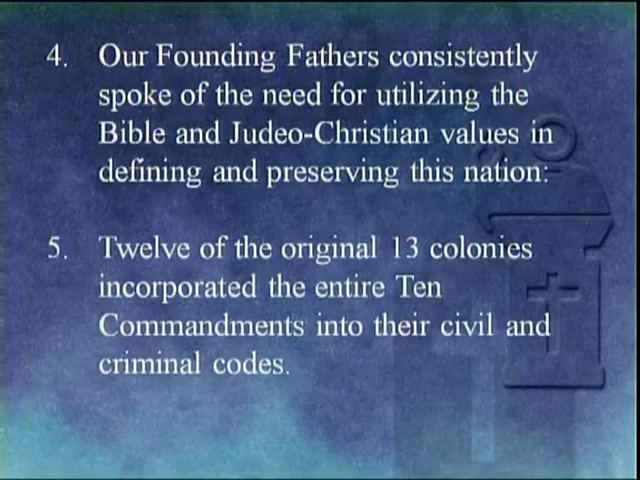 4. Our Founding Fathers consistently
spoke of the need for utilizing the
Bible and Judeo-Christian values in
defining and preserving this nation:
5. Twelve of the original 13 colonies
incorporated the entire Ten
Commandments into their civil and
criminal codes.